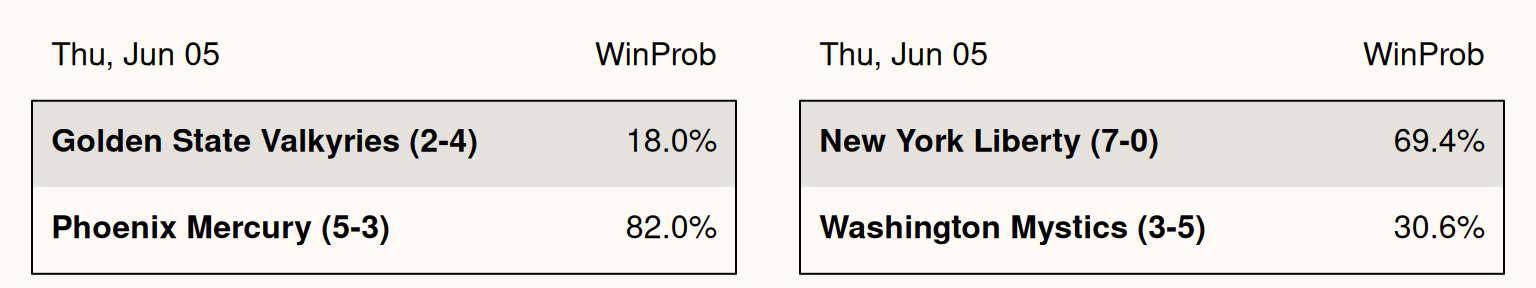 Thu, Jun 05 WinProb
Golden State Valkyries (2-4) 18.0%
Phoenix Mercury (5-3) 82.0%
Thu, Jun 05 WinProb
New York Liberty (7-0) 69.4%
Washington Mystics (3-5) 30.6%